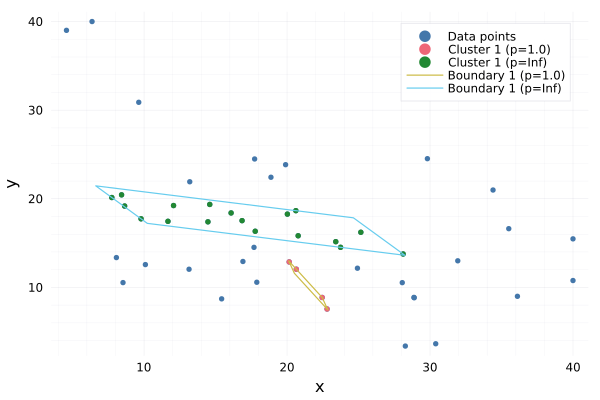 40
30
20
10
y
10
20
30
40
x
Data points
Cluster 1 (p=1.0)
Cluster 1 (p=Inf)
Boundary 1 (p=1.0)
Boundary 1 (p=Inf)